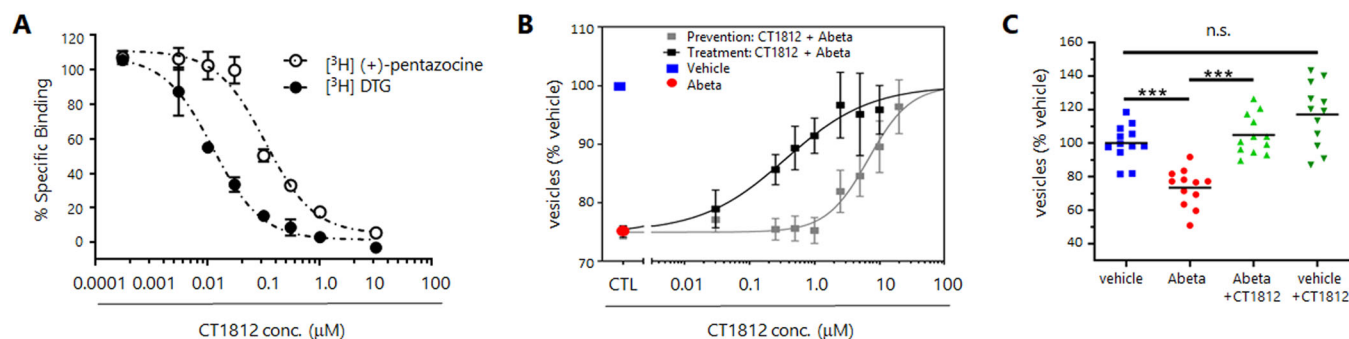 A
% Specific Binding
120
100
80
60
40
20
0
[³H] (+)-pentazocine
[³H] DTG
0.0001 0.001 0.01 0.1 1.0 10 100
CT1812 conc. (μM)
B
vesicles (% vehicle)
100
90
80
70
Prevention: CT1812 + Abeta
Treatment: CT1812 + Abeta
Vehicle
Abeta
CTL 0.01 0.1 1.0 10 100
CT1812 conc. (μM)
C
n.s.
vesicles (% vehicle)
160
140
120
100
80
60
40
***
***
vehicle
Abeta
Abeta
+CT1812
vehicle
+CT1812